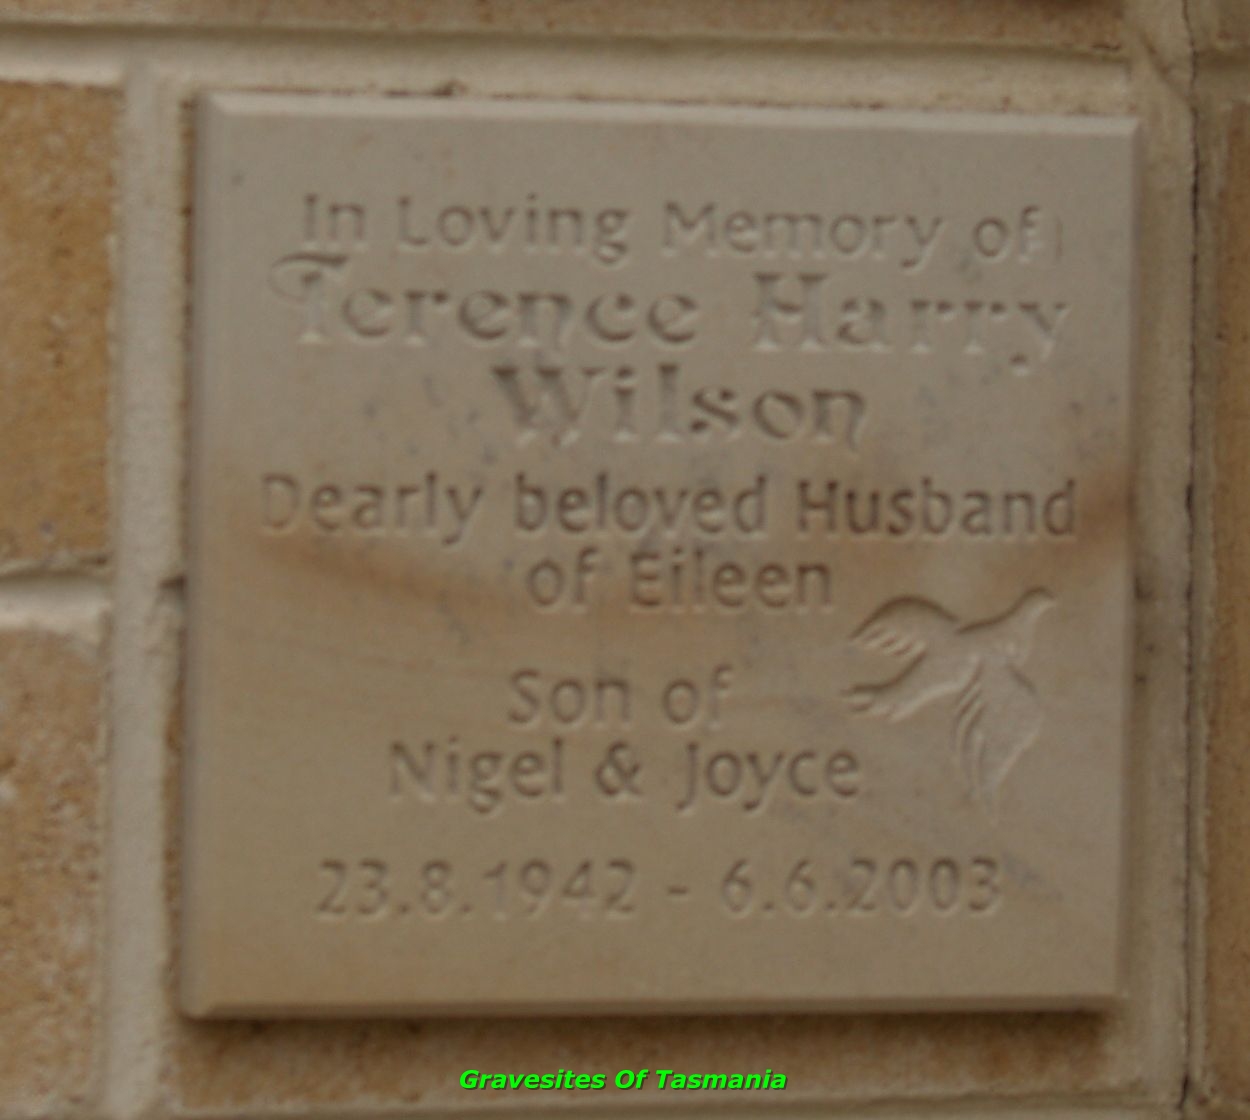 In Loving Memory of
Terence Harry
Wilson
Dearly beloved Husband
of Eileen
Son of
Nigel & Joyce
23.8.1942 - 6.6.2003
Gravesites Of Tasmania